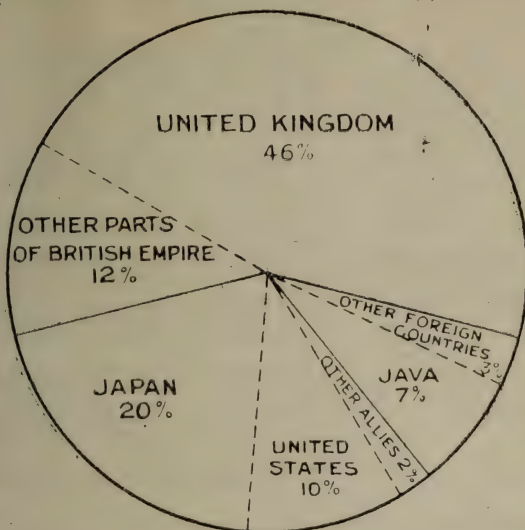 UNITED KINGDOM
46%
OTHER PARTS
OF BRITISH EMPIRE
12%
OTHER FOREIGN
COUNTRIES
3%
JAVA
7%
OTHER ALLIES 2%
JAPAN
20%
UNITED
STATES
10%